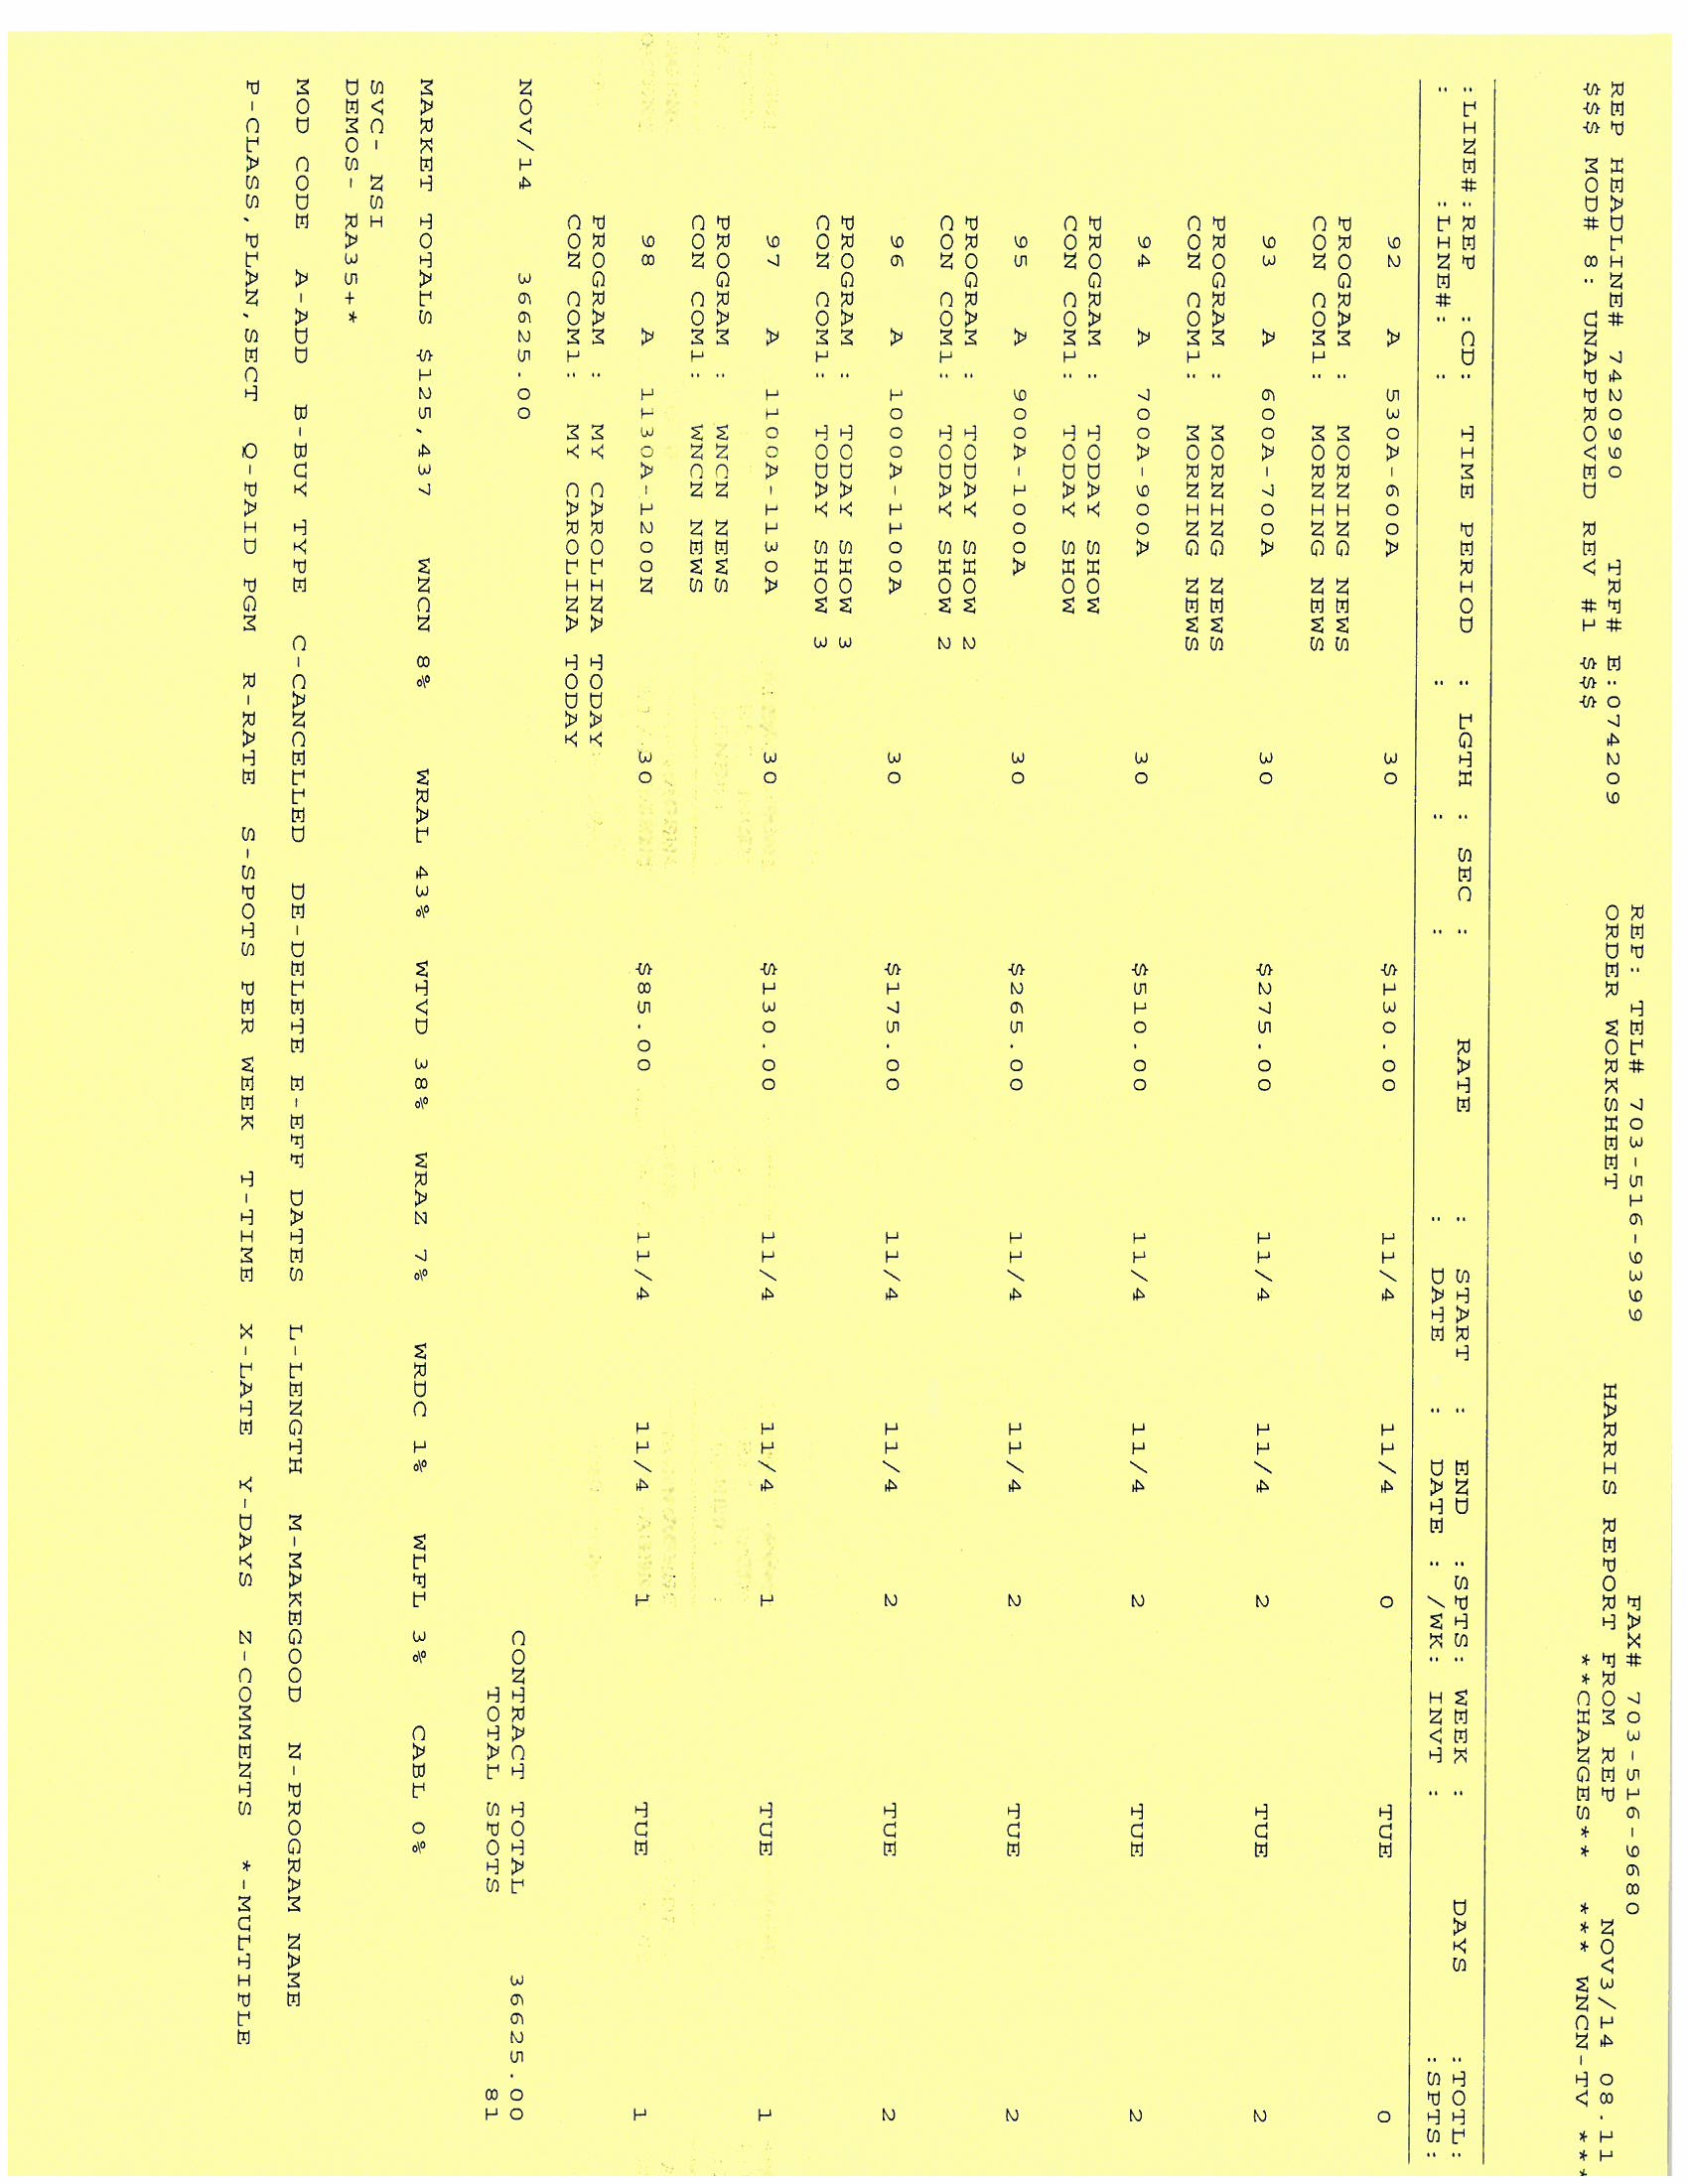 REP: TEL# 703-516-9399 FAX# 703-516-9680
REP HEADLINE# 7420990 TRF# E:074209 ORDER WORKSHEET HARRIS REPORT FROM REP NOV3/14 08.11
$$$ MOD# 8: UNAPPROVED REV #1 $$$ **CHANGES** *** WNCN-TV ***
:LINE#:REP :CD: TIME PERIOD : LGTH : SEC : RATE : START : END :SPTS: WEEK : DAYS :TOTL:
: :LINE#: : : : : : DATE : DATE : /WK: INVT : :SPTS:
92 A 530A-600A 30 $130.00 11/4 11/4 0 TUE 0
PROGRAM : MORNING NEWS
CON COM1: MORNING NEWS
93 A 600A-700A 30 $275.00 11/4 11/4 2 TUE 2
PROGRAM : MORNING NEWS
CON COM1: MORNING NEWS
94 A 700A-900A 30 $510.00 11/4 11/4 2 TUE 2
PROGRAM : TODAY SHOW
CON COM1: TODAY SHOW
95 A 900A-1000A 30 $265.00 11/4 11/4 2 TUE 2
PROGRAM : TODAY SHOW 2
CON COM1: TODAY SHOW 2
96 A 1000A-1100A 30 $175.00 11/4 11/4 2 TUE 2
PROGRAM : TODAY SHOW 3
CON COM1: TODAY SHOW 3
97 A 1100A-1130A 30 $130.00 11/4 11/4 1 TUE 1
PROGRAM : WNCN NEWS
CON COM1: WNCN NEWS
98 A 1130A-1200N 30 $85.00 11/4 11/4 1 TUE 1
PROGRAM : MY CAROLINA TODAY
CON COM1: MY CAROLINA TODAY
NOV/14 36625.00 CONTRACT TOTAL 36625.00
TOTAL SPOTS 81
MARKET TOTALS $125,437 WNCN 8% WRAL 43% WTVD 38% WRAZ 7% WRDC 1% WLFL 3% CABL 0%
SVC- NSI
DEMOS- RA35+*
MOD CODE A-ADD B-BUY TYPE C-CANCELLED DE-DELETE E-EFF DATES L-LENGTH M-MAKEGOOD N-PROGRAM NAME
P-CLASS,PLAN,SECT Q-PAID PGM R-RATE S-SPOTS PER WEEK T-TIME X-LATE Y-DAYS Z-COMMENTS *-MULTIPLE